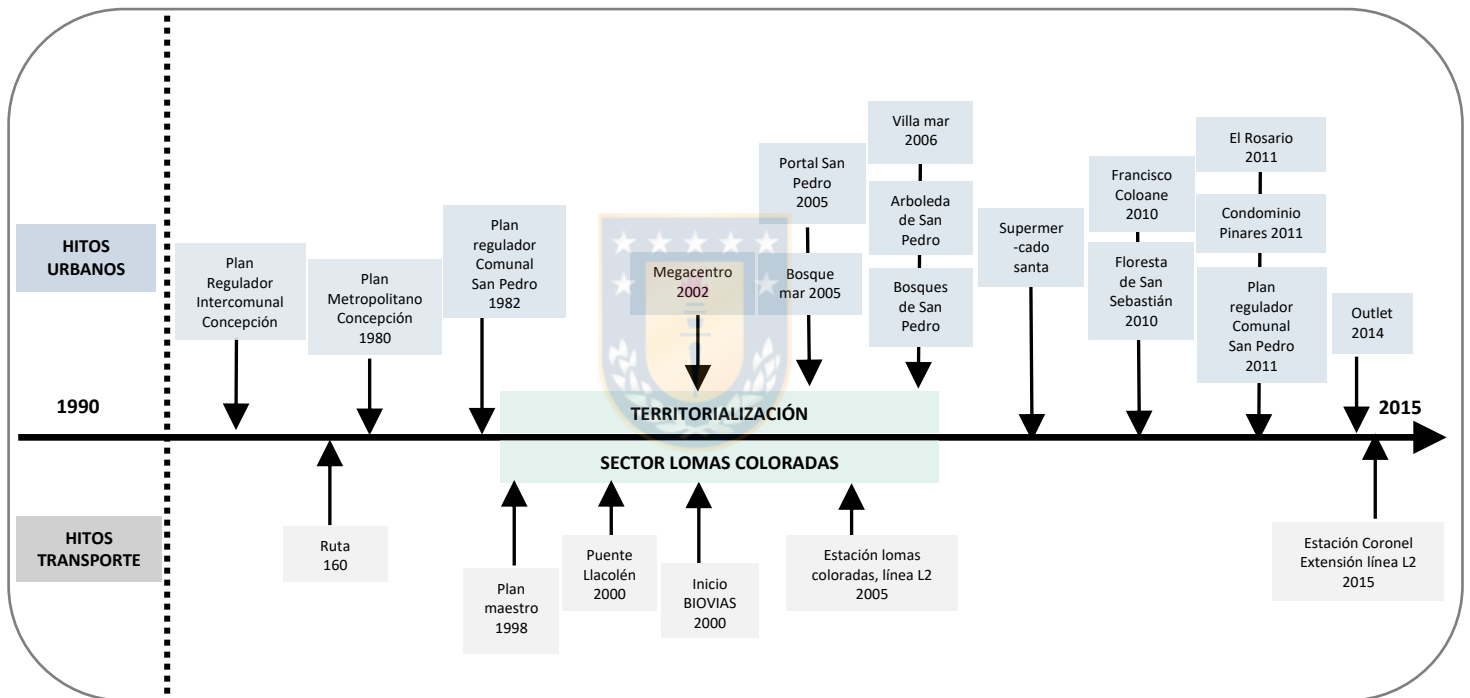 HITOS
URBANOS
Plan
Regulador
Intercomunal
Concepción
Plan
Metropolitano
Concepción
1980
Plan
regulador
Comunal
San Pedro
1982
Megacentro
2002
Portal San
Pedro
2005
Bosque
mar 2005
Villa mar
2006
Arboleda
de San
Pedro
Bosques
de San
Pedro
Supermer
-cado
santa
Francisco
Coloane
2010
Floresta
de San
Sebastián
2010
El Rosario
2011
Condominio
Pinares 2011
Plan
regulador
Comunal
San Pedro
2011
Outlet
2014
1990
TERRITORIALIZACIÓN
2015
SECTOR LOMAS COLORADAS
HITOS
TRANSPORTE
Ruta
160
Plan
maestro
1998
Puente
Llacolén
2000
Inicio
BIOVIAS
2000
Estación lomas
coloradas, línea L2
2005
Estación Coronel
Extensión línea L2
2015